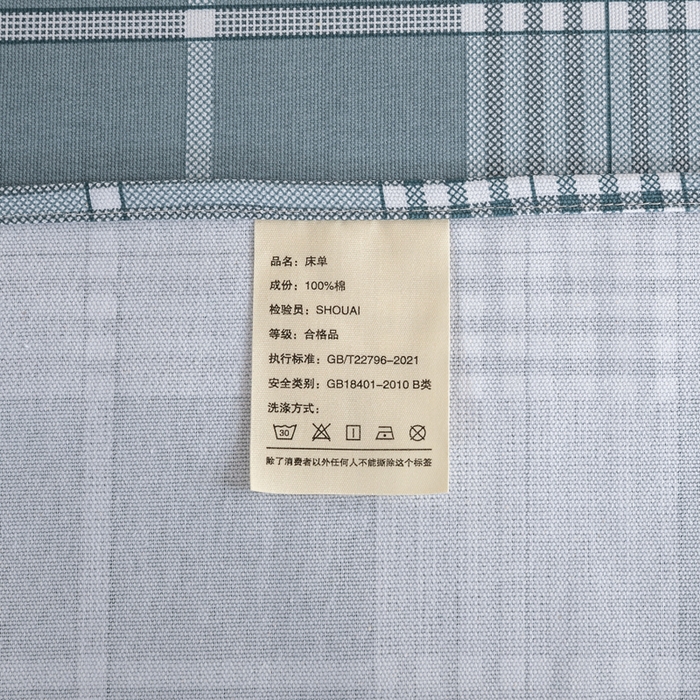 品名：床单
成份：100%棉
检验员：SHOUAI
等级：合格品
执行标准：GB/T22796-2021
安全类别：GB18401-2010 B类
洗涤方式：
30
除了消费者以外任何人不能撕除这个标签